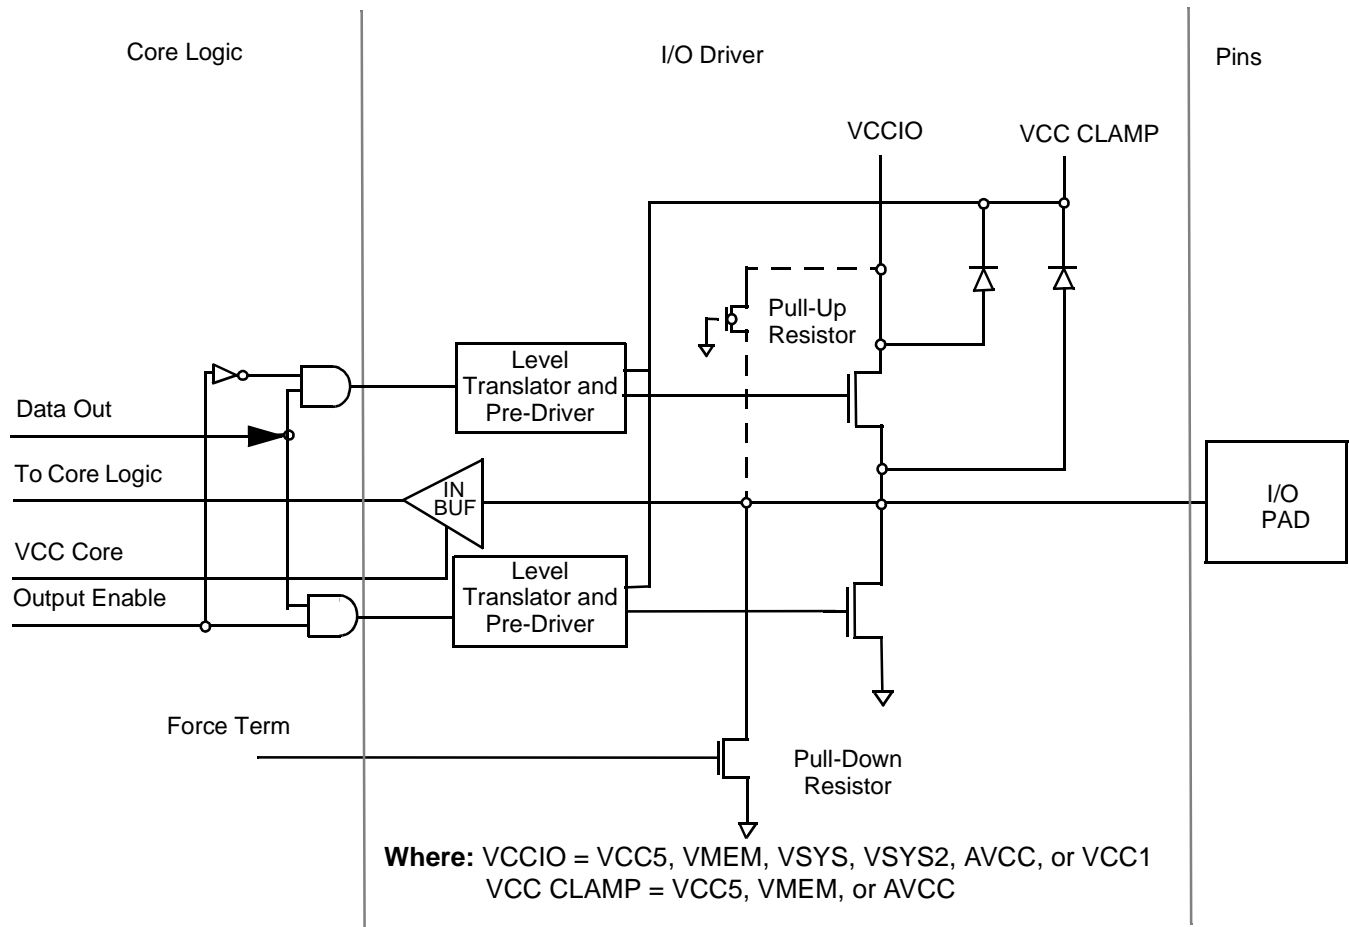 Core Logic
I/O Driver
Pins
VCCIO
VCC CLAMP
Pull-Up
Resistor
Level
Translator and
Pre-Driver
Data Out
To Core Logic
IN
BUF
I/O
PAD
VCC Core
Output Enable
Level
Translator and
Pre-Driver
Force Term
Pull-Down
Resistor
Where: VCCIO = VCC5, VMEM, VSYS, VSYS2, AVCC, or VCC1
VCC CLAMP = VCC5, VMEM, or AVCC